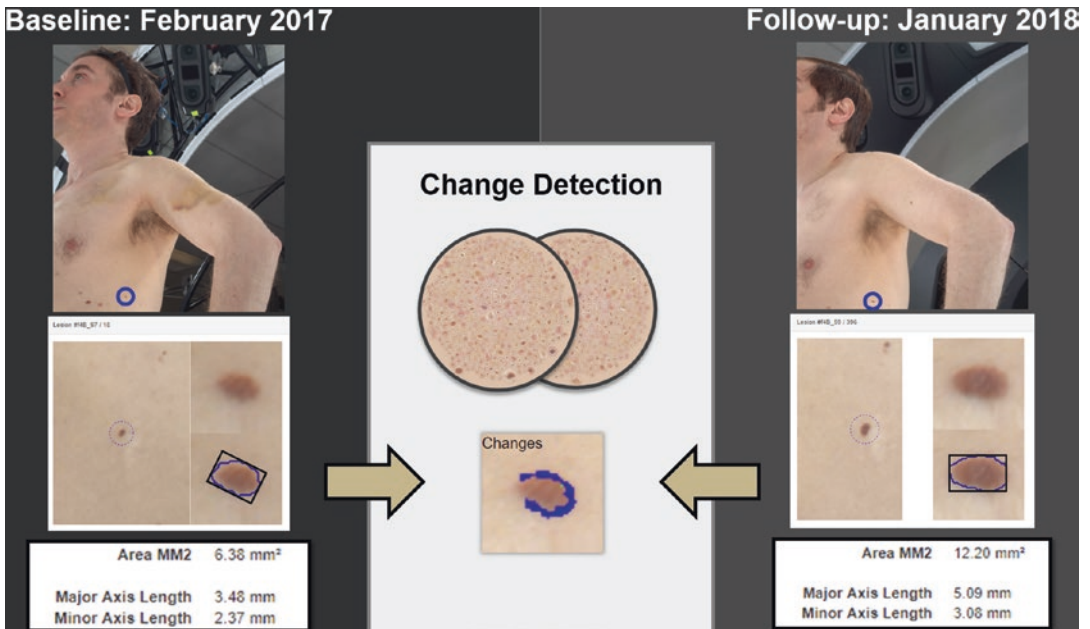 Baseline: February 2017
Follow-up: January 2018
Change Detection
Changes
Area MM2 6.38 mm²
Major Axis Length 3.48 mm
Minor Axis Length 2.37 mm
Area MM2 12.20 mm²
Major Axis Length 5.09 mm
Minor Axis Length 3.08 mm